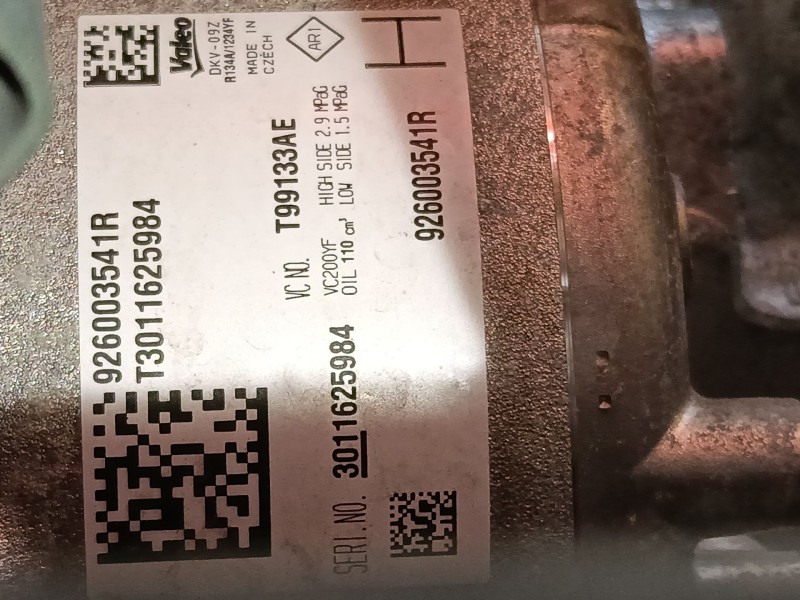 926003541R
T3011625984
Valeo
DKV-09Z
R134A/1234YF
MADE IN
CZECH
AR1
H
VC NO. T99133AE
VC200YF HIGH SIDE 2.9 MPaG
OIL 110 cm³ LOW SIDE 1.5 MPaG
SERI.NO. 3011625984
926003541R